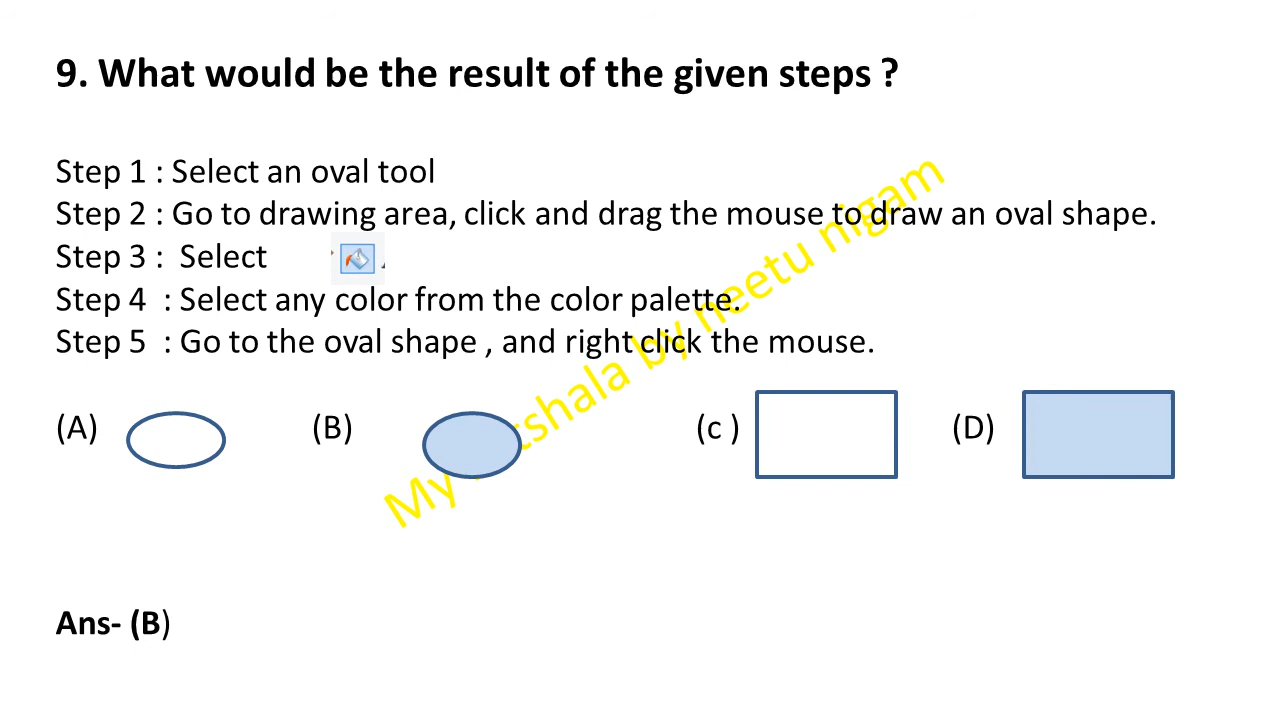 9. What would be the result of the given steps ?
Step 1 : Select an oval tool
Step 2 : Go to drawing area, click and drag the mouse to draw an oval shape.
Step 3 : Select
Step 4 : Select any color from the color palette.
Step 5 : Go to the oval shape , and right click the mouse.
(A) (B) (c ) (D)
My shala by neetu nigam
Ans- (B)